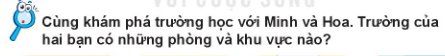 Cùng khám phá trường học với Minh và Hoa. Trường của
hai bạn có những phòng và khu vực nào?